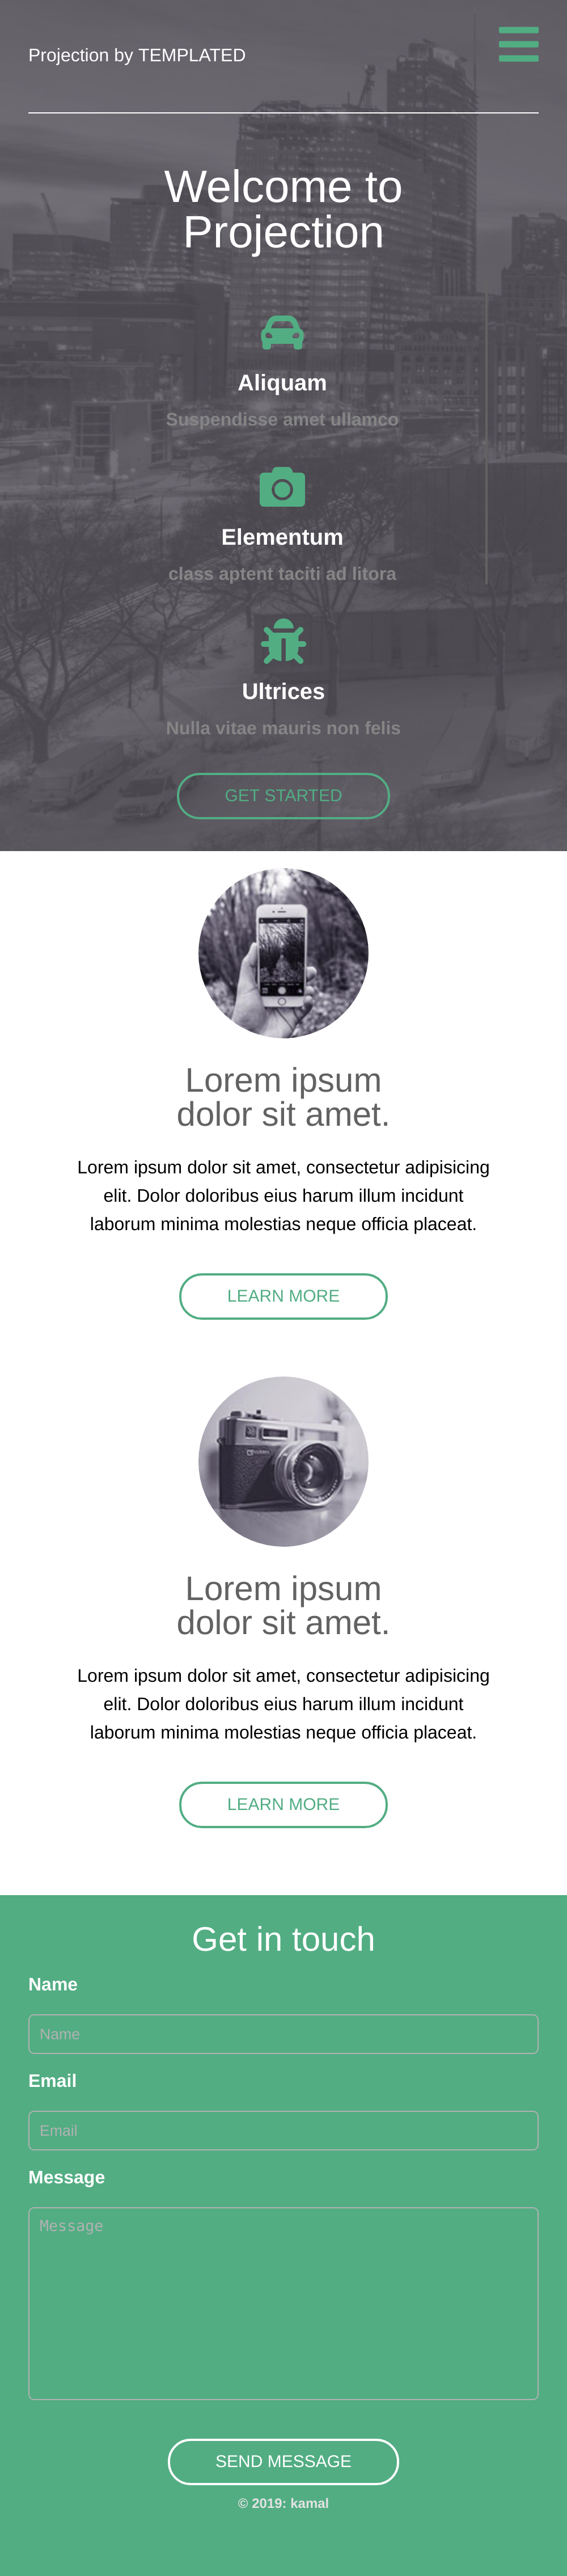 Projection by TEMPLATED
Welcome to
Projection
Aliquam
Suspendisse amet ullamco
Elementum
class aptent taciti ad litora
Ultrices
Nulla vitae mauris non felis
GET STARTED
Lorem ipsum
dolor sit amet.
Lorem ipsum dolor sit amet, consectetur adipisicing
elit. Dolor doloribus eius harum illum incidunt
laborum minima molestias neque officia placeat.
LEARN MORE
Lorem ipsum
dolor sit amet.
Lorem ipsum dolor sit amet, consectetur adipisicing
elit. Dolor doloribus eius harum illum incidunt
laborum minima molestias neque officia placeat.
LEARN MORE
Get in touch
Name
Name
Email
Email
Message
Message
SEND MESSAGE
© 2019: kamal